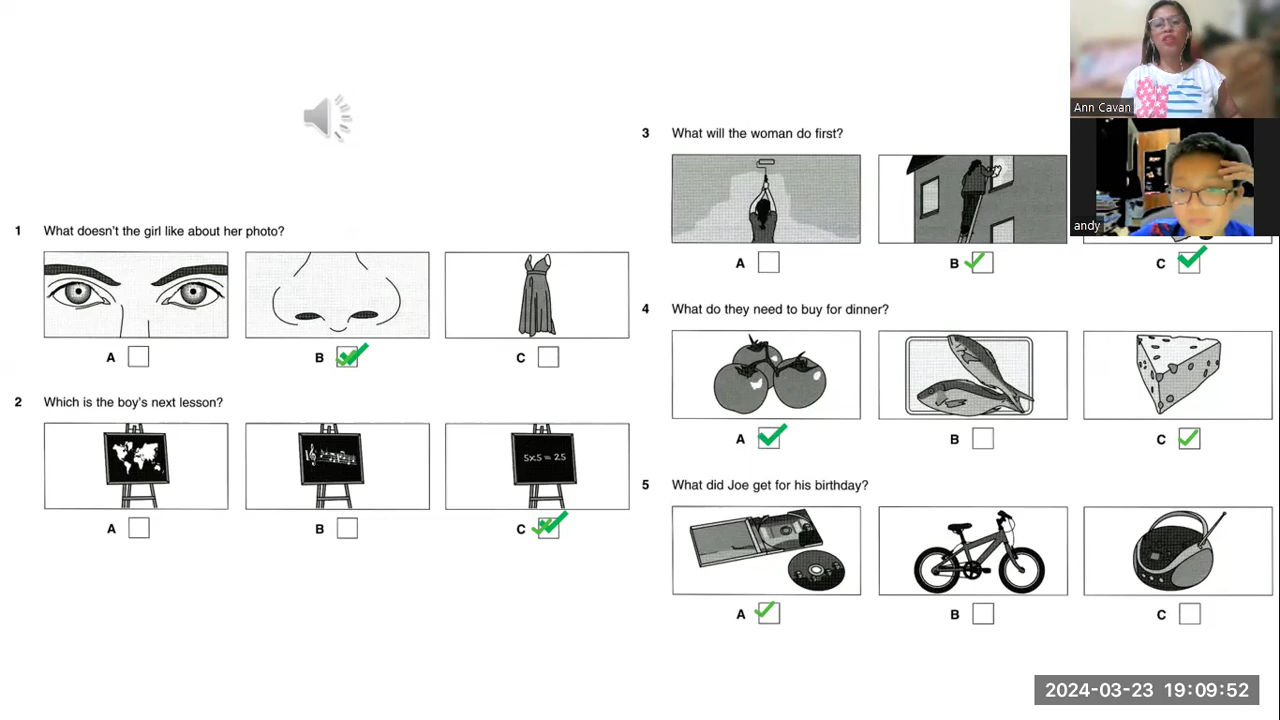 1 What doesn't the girl like about her photo?
A
B
C
2 Which is the boy's next lesson?
5x5 = 25
A
B
C
3 What will the woman do first?
A
B
C
4 What do they need to buy for dinner?
A
B
C
5 What did Joe get for his birthday?
A
B
C
Ann Cavan
andy
2024-03-23 19:09:52